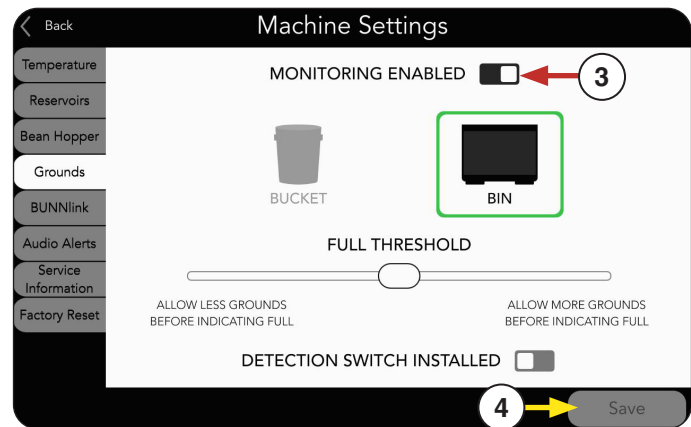 Back
Machine Settings
Temperature
Reservoirs
Bean Hopper
Grounds
BUNNlink
Audio Alerts
Service
Information
Factory Reset
MONITORING ENABLED
3
BUCKET
BIN
FULL THRESHOLD
ALLOW LESS GROUNDS
BEFORE INDICATING FULL
ALLOW MORE GROUNDS
BEFORE INDICATING FULL
DETECTION SWITCH INSTALLED
4
Save